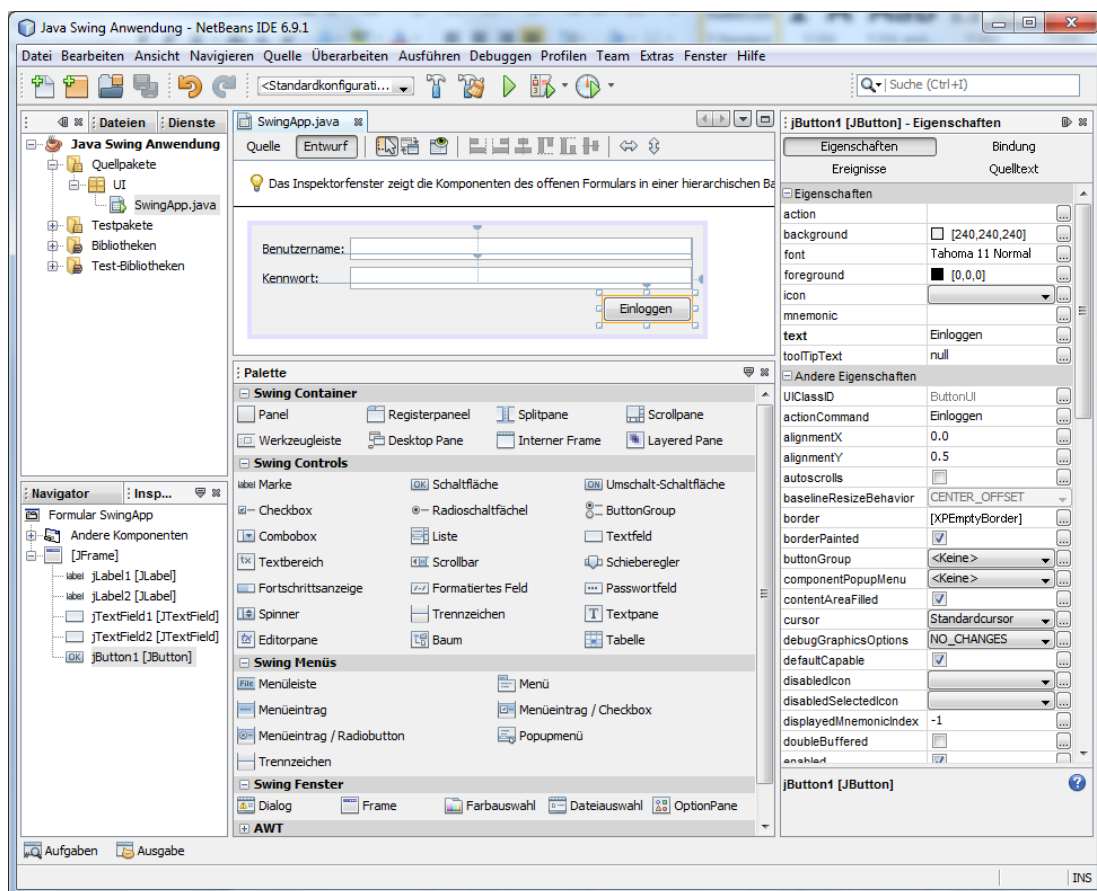 Java Swing Anwendung - NetBeans IDE 6.9.1
Datei Bearbeiten Ansicht Navigieren Quelle Überarbeiten Ausführen Debuggen Profilen Team Extras Fenster Hilfe
<Standardkonfigurati...
Suche (Ctrl+I)
Dateien Dienste
Java Swing Anwendung
Quellpakete
UI
SwingApp.java
Testpakete
Bibliotheken
Test-Bibliotheken
Navigator Insp...
Formular SwingApp
Andere Komponenten
[JFrame]
label jLabel1 [JLabel]
label jLabel2 [JLabel]
jTextField1 [JTextField]
jTextField2 [JTextField]
OK jButton1 [JButton]
SwingApp.java
Quelle Entwurf
Das Inspektorfenster zeigt die Komponenten des offenen Formulars in einer hierarchischen Ba
Benutzername:
Kennwort:
Einloggen
Palette
Swing Container
Panel Registerpaneel Splitpane Scrollpane
Werkzeugleiste Desktop Pane Interner Frame Layered Pane
Swing Controls
label Marke OK Schaltfläche ON Umschalt-Schaltfläche
Checkbox Radioschaltfächel ButtonGroup
Combobox Liste Textfeld
Textbereich Scrollbar Schieberegler
Fortschrittsanzeige Formatiertes Feld Passwortfeld
Spinner Trennzeichen Textpane
Editorpane Baum Tabelle
Swing Menüs
File Menüleiste Menü
Menüeintrag Menüeintrag / Checkbox
Menüeintrag / Radiobutton Popupmenü
Trennzeichen
Swing Fenster
Dialog Frame Farbauswahl Dateiauswahl OptionPane
AWT
jButton1 [JButton] - Eigenschaften
Eigenschaften Bindung
Ereignisse Quelltext
Eigenschaften
action
background [240,240,240]
font Tahoma 11 Normal
foreground [0,0,0]
icon
mnemonic
text Einloggen
toolTipText null
Andere Eigenschaften
UIClassID ButtonUI
actionCommand Einloggen
alignmentX 0.0
alignmentY 0.5
autoscrolls
baselineResizeBehavior CENTER_OFFSET
border [XPEmptyBorder]
borderPainted
buttonGroup <Keine>
componentPopupMenu <Keine>
contentAreaFilled
cursor Standardcursor
debugGraphicsOptions NO_CHANGES
defaultCapable
disabledIcon
disabledSelectedIcon
displayedMnemonicIndex -1
doubleBuffered
enabled
jButton1 [JButton]
Aufgaben Ausgabe
INS